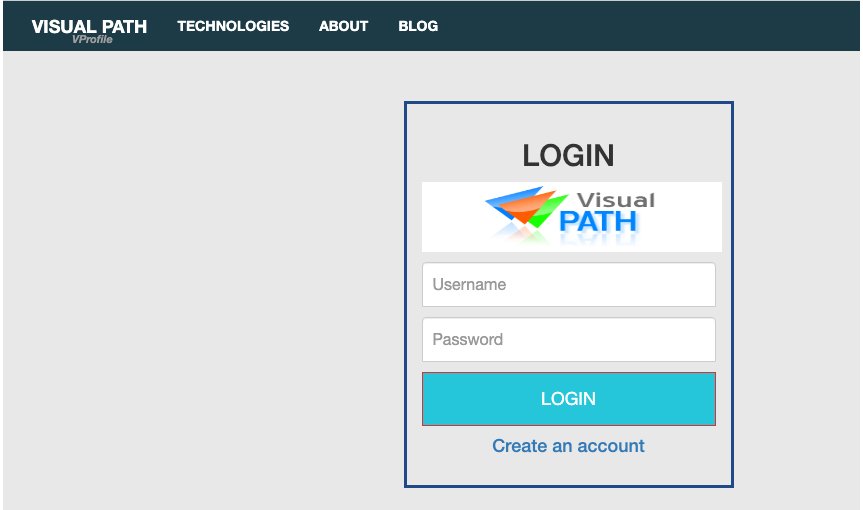 VISUAL PATH TECHNOLOGIES ABOUT BLOG
VProfile
LOGIN
Visual
PATH
Username
Password
LOGIN
Create an account